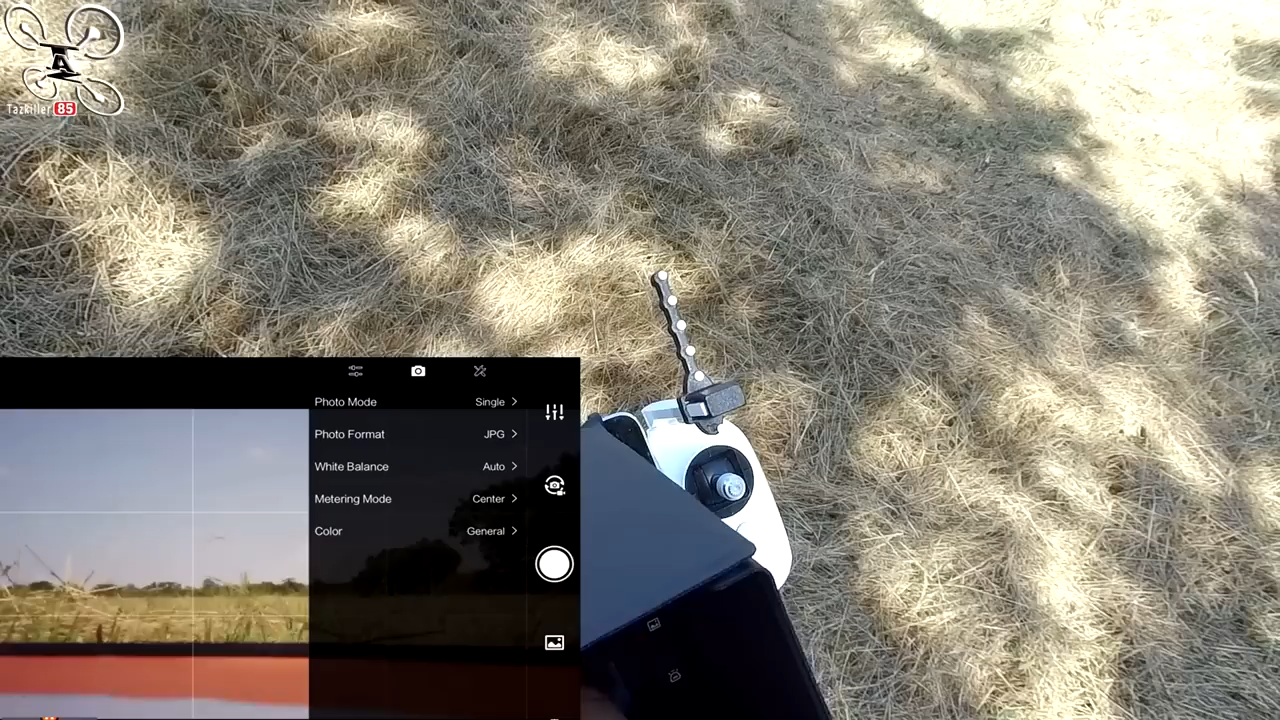 A
Tazkiller 85
Photo Mode Single
Photo Format JPG
White Balance Auto
Metering Mode Center
Color General